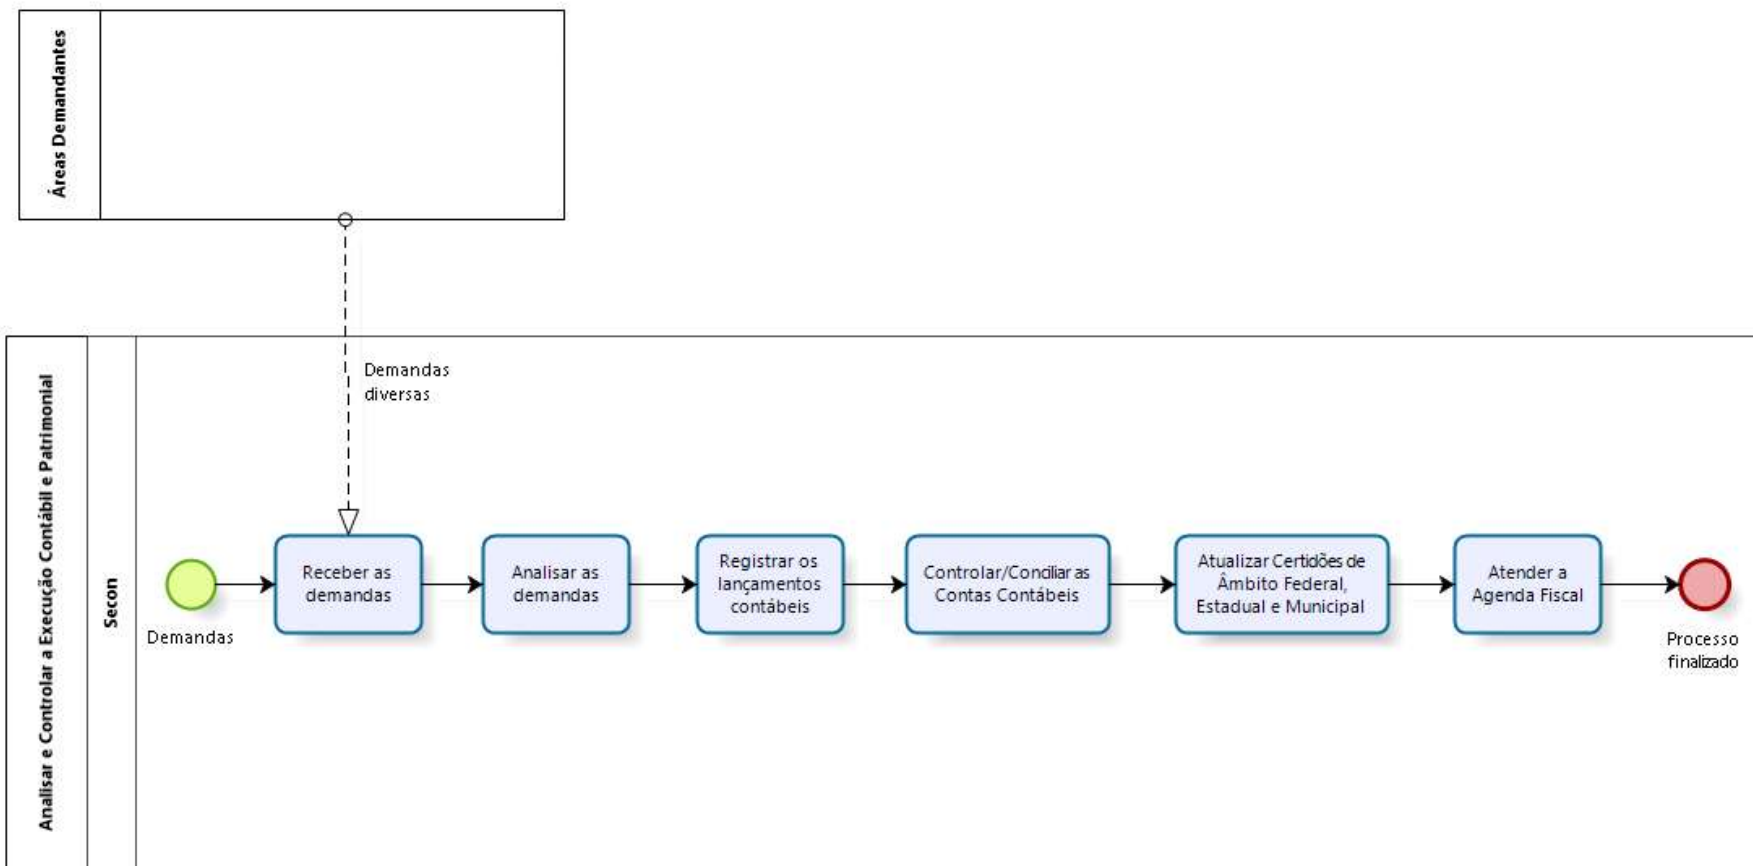 Áreas Demandantes
Demandas
diversas
Analisar e Controlar a Execução Contábil e Patrimonial
Secon
Demandas
Receber as
demandas
Analisar as
demandas
Registrar os
lançamentos
contábeis
Controlar/Conciliar as
Contas Contábeis
Atualizar Certidões de
Âmbito Federal,
Estadual e Municipal
Atender a
Agenda Fiscal
Processo
finalizado